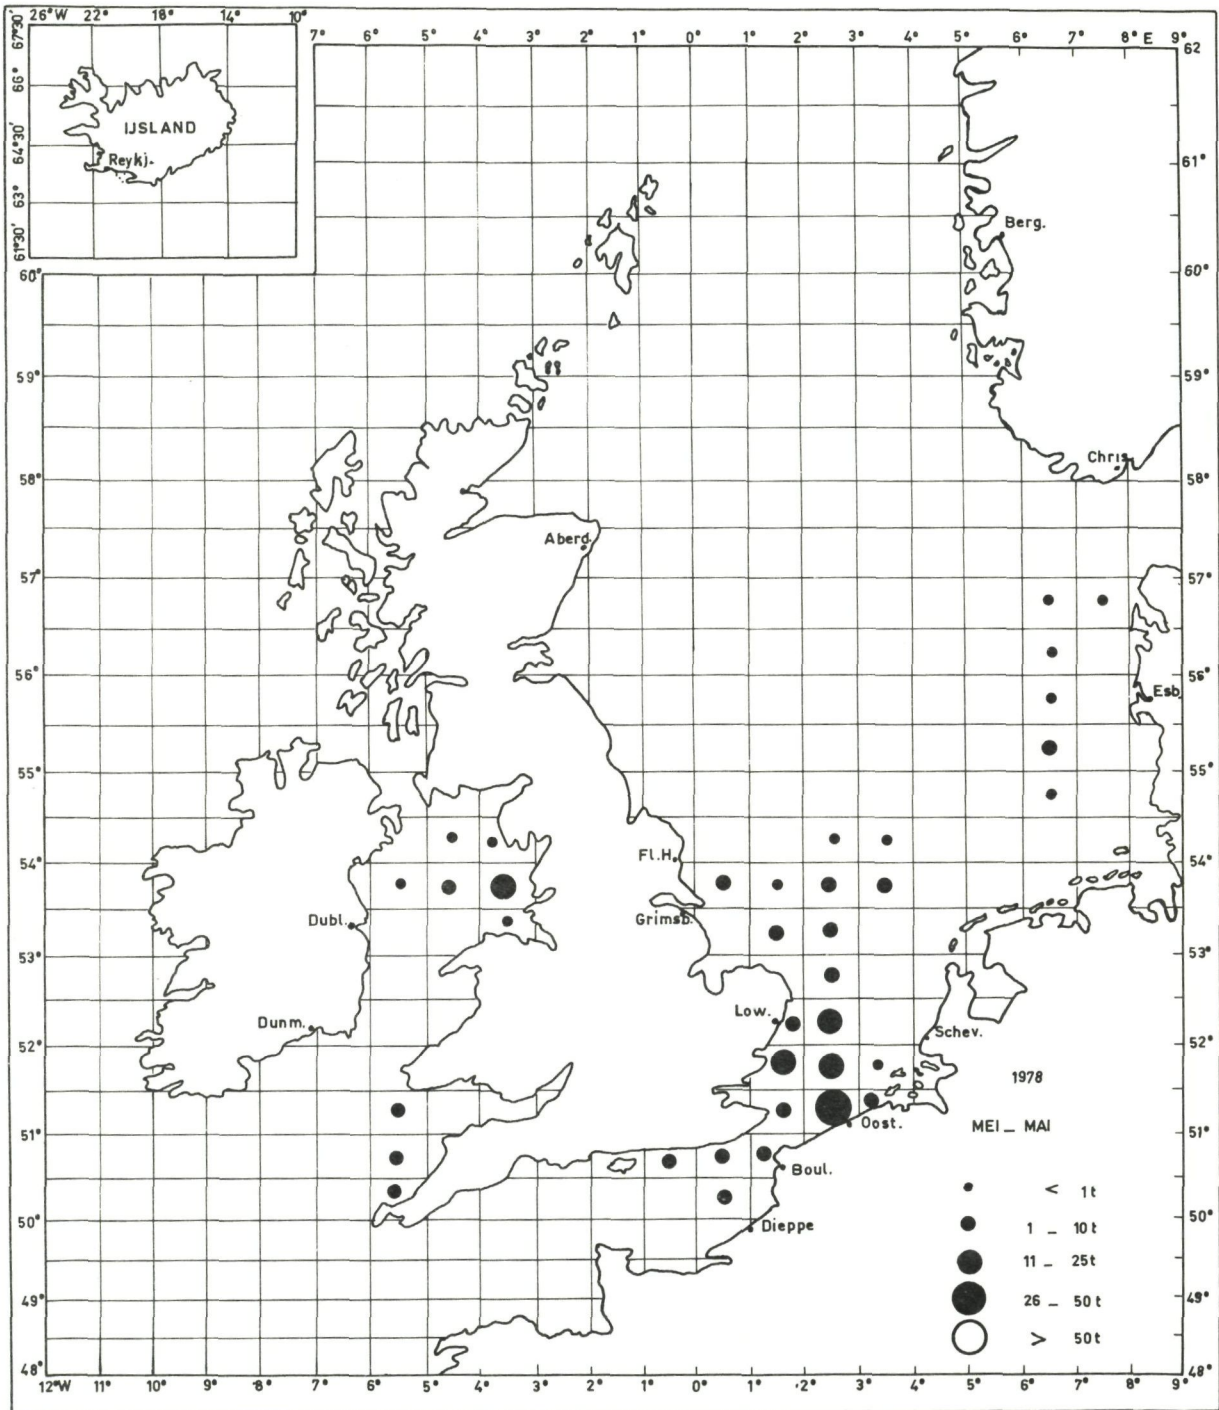 26°W 22° 18° 14° 10°
67°30'
66°
64°30'
63°
61°30'
IJSLAND
Reykj.
7° 6° 5° 4° 3° 2° 1° 0° 1° 2° 3° 4° 5° 6° 7° 8° E 9°
62
61°
Berg.
60° 60°
59° 59°
Chris
58° 58°
Aberd.
57° 57°
56° 56°
Esb.
55° 55°
54° 54°
Fl.H.
Dubl.
Grimsb.
53° 53°
Low.
Dunm.
Schev.
52° 52°
1978
Oost.
MEI _ MAI
51° 51°
Boul.
< 1 t
50° 50°
Dieppe
1 _ 10 t
11 _ 25 t
49° 49°
26 _ 50 t
> 50 t
48° 48°
12°W 11° 10° 9° 8° 7° 6° 5° 4° 3° 2° 1° 0° 1° 2° 3° 4° 5° 6° 7° 8° 9°